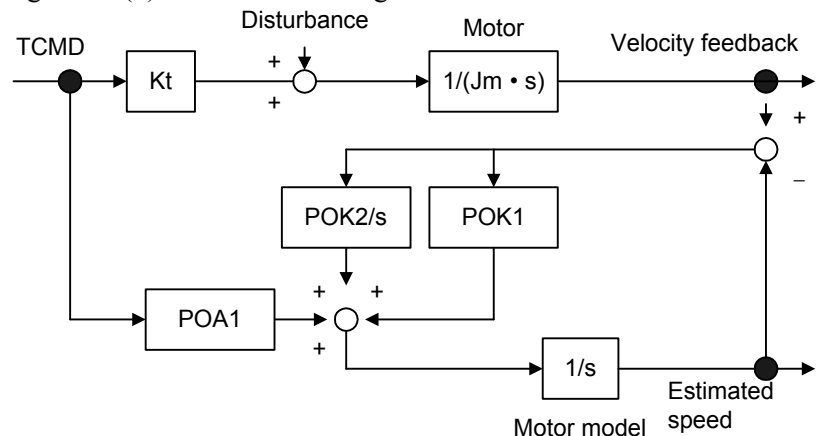 Disturbance
TCMD
Motor
Velocity feedback
+
Kt
1/(Jm • s)
+
+
–
POK2/s
POK1
+
+
POA1
+
1/s
Estimated
speed
Motor model